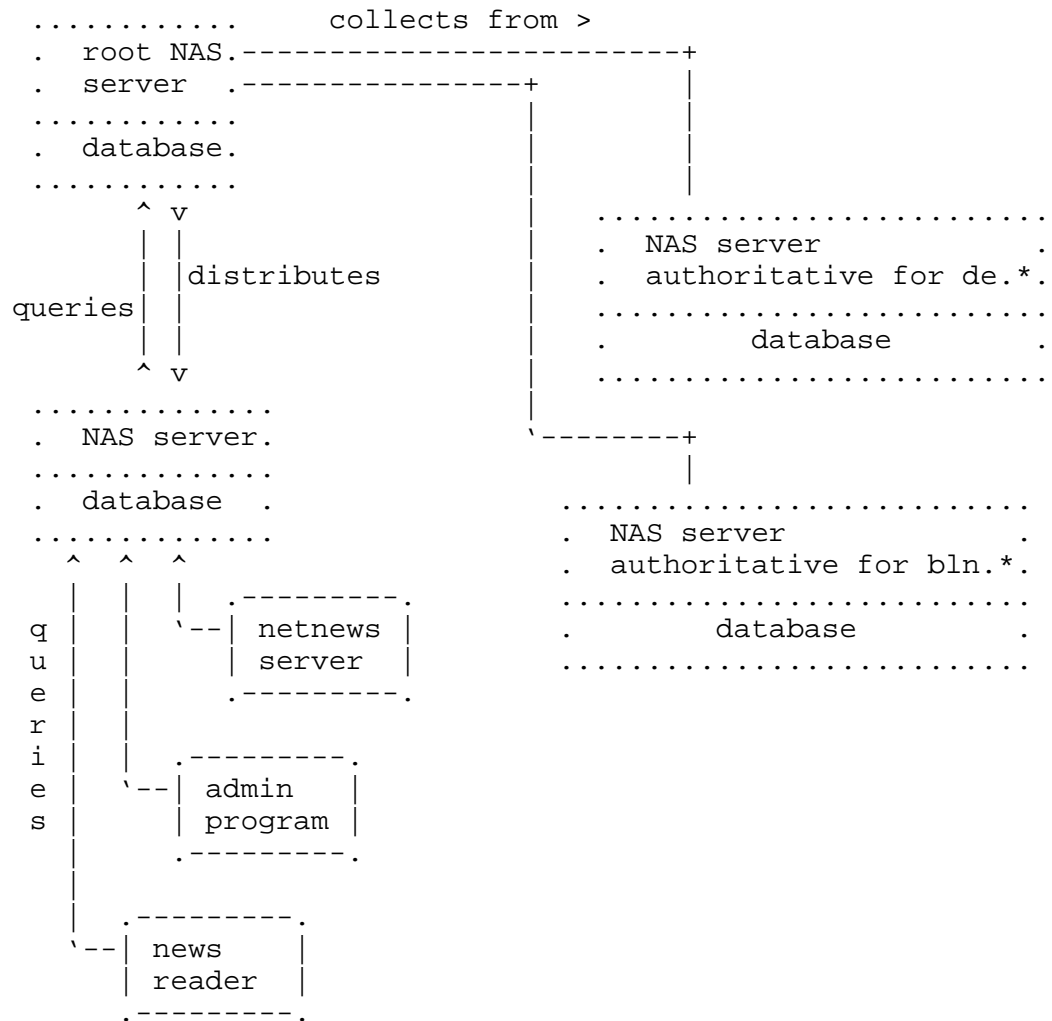 collects from >
root NAS
server
database
distributes
queries
NAS server
authoritative for de.*
database
NAS server
database
NAS server
authoritative for bln.*
database
queries
netnews
server
admin
program
news
reader